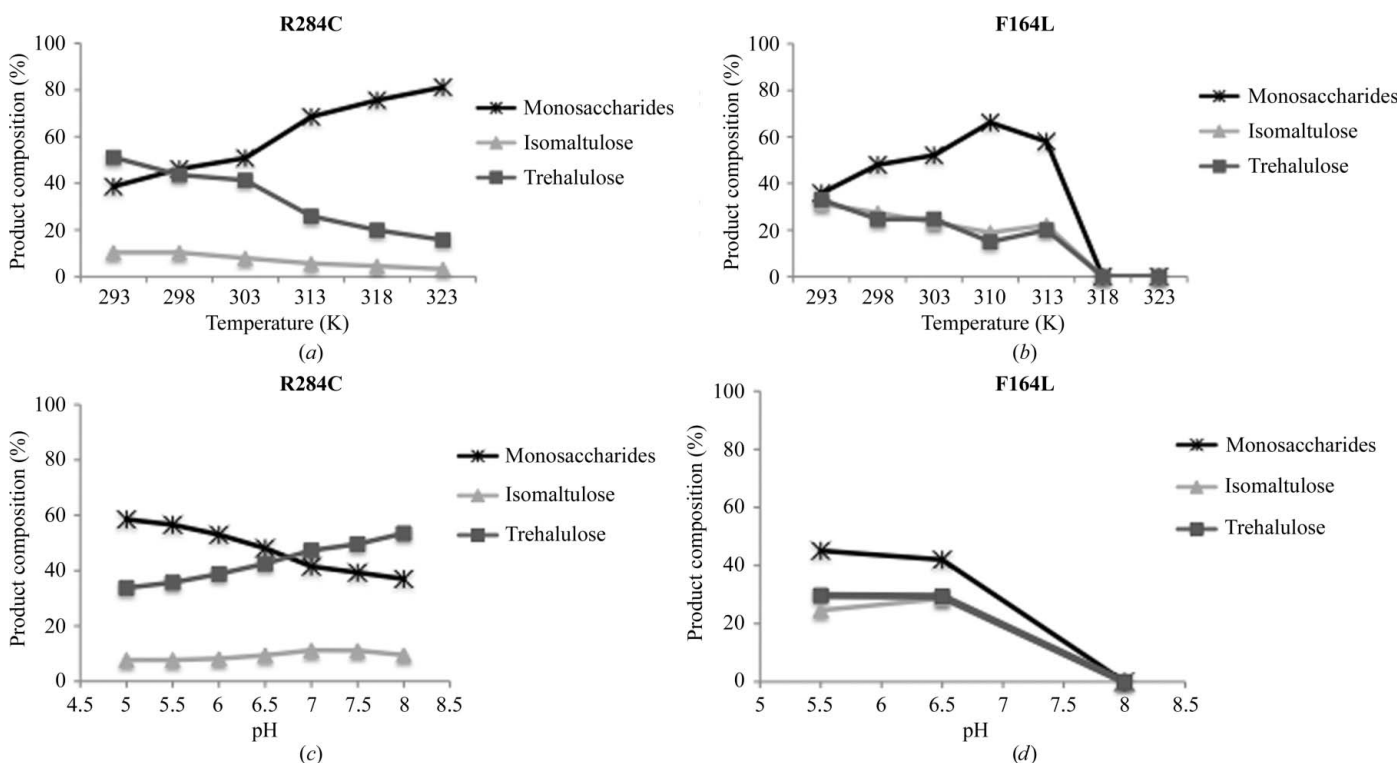 R284C
Product composition (%)
100
80
60
40
20
0
293 298 303 313 318 323
Temperature (K)
Monosaccharides
Isomaltulose
Trehalulose
(a)
F164L
Product composition (%)
100
80
60
40
20
0
293 298 303 310 313 318 323
Temperature (K)
Monosaccharides
Isomaltulose
Trehalulose
(b)
R284C
Product composition (%)
100
80
60
40
20
0
4.5 5 5.5 6 6.5 7 7.5 8 8.5
pH
Monosaccharides
Isomaltulose
Trehalulose
(c)
F164L
Product composition (%)
100
80
60
40
20
0
5 5.5 6 6.5 7 7.5 8 8.5
pH
Monosaccharides
Isomaltulose
Trehalulose
(d)